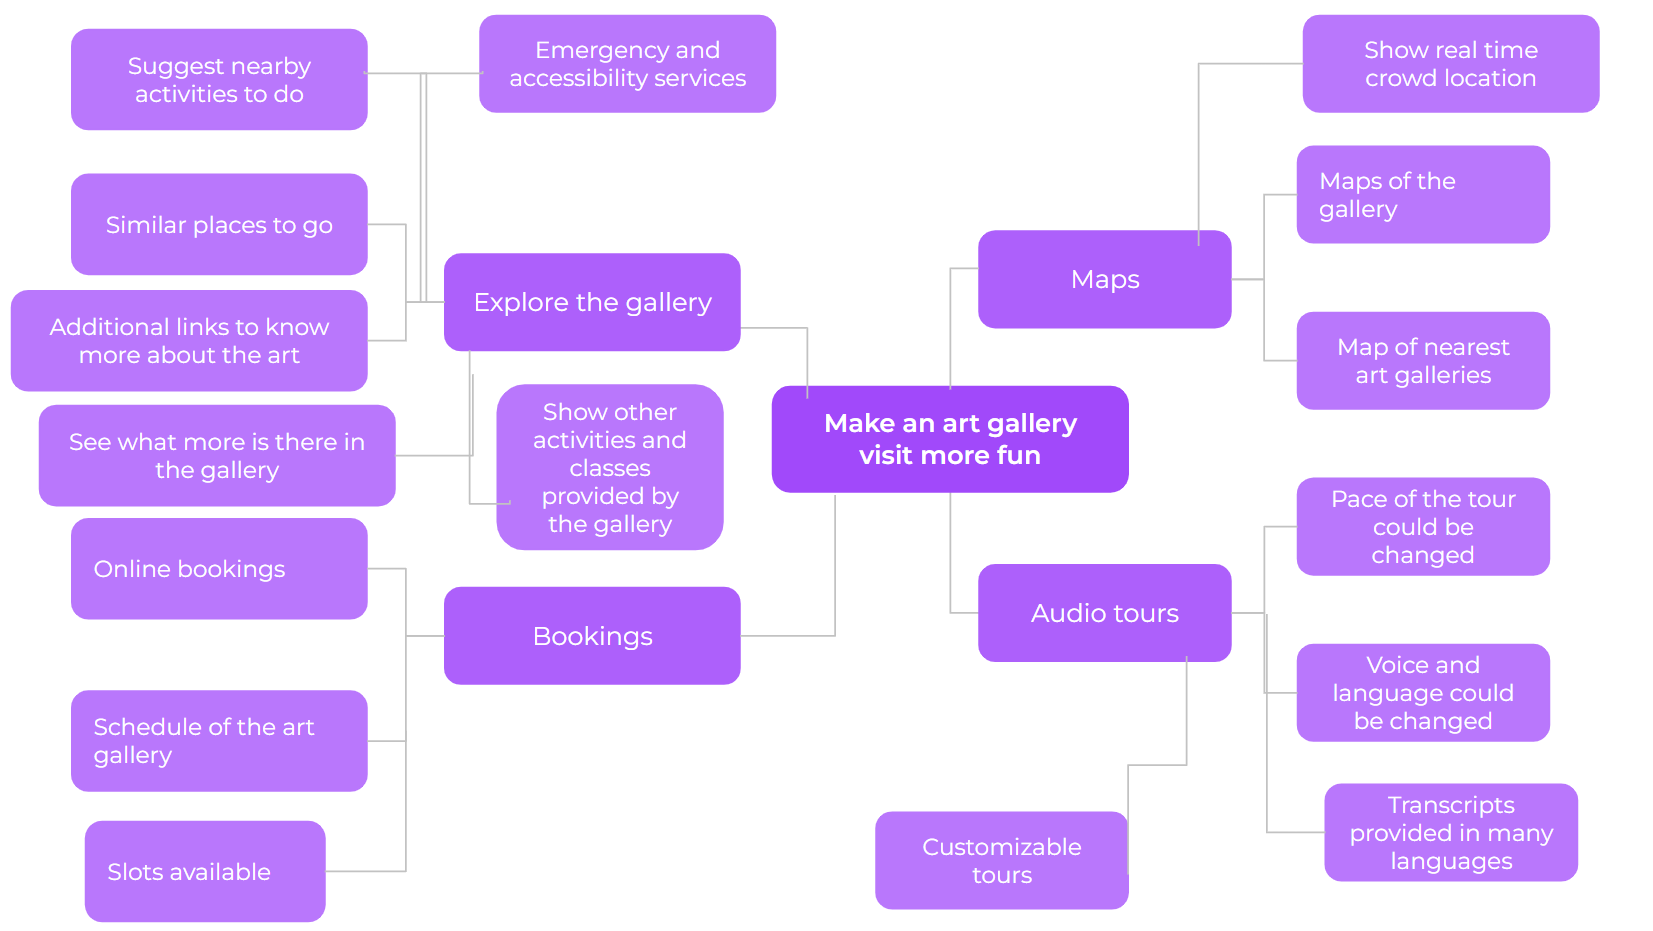 Suggest nearby
activities to do
Emergency and
accessibility services
Similar places to go
Explore the gallery
Additional links to know
more about the art
See what more is there in
the gallery
Show other
activities and
classes
provided by
the gallery
Online bookings
Bookings
Schedule of the art
gallery
Slots available
Make an art gallery
visit more fun
Show real time
crowd location
Maps of the
gallery
Maps
Map of nearest
art galleries
Pace of the tour
could be
changed
Audio tours
Voice and
language could
be changed
Transcripts
provided in many
languages
Customizable
tours